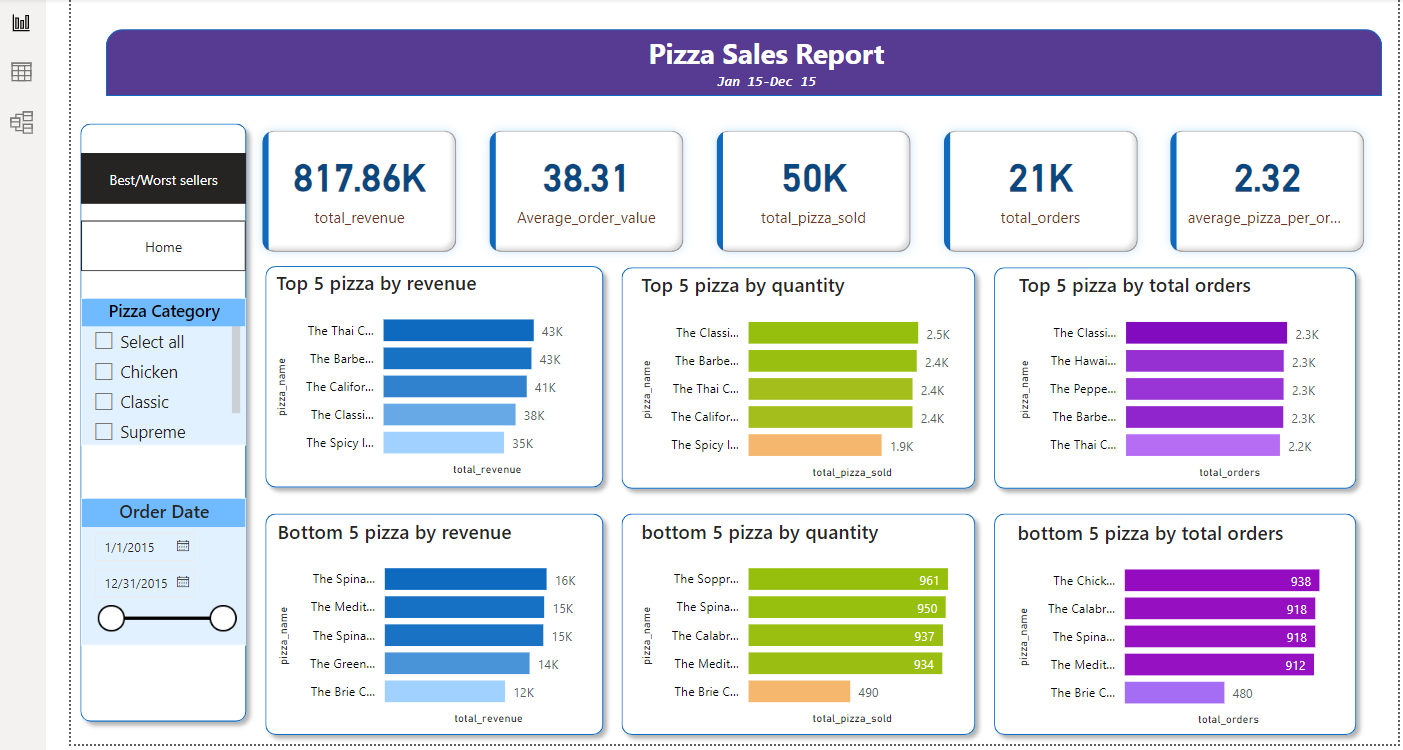 Pizza Sales Report
Jan 15-Dec 15
Best/Worst sellers
Home
Pizza Category
Select all
Chicken
Classic
Supreme
Order Date
1/1/2015
12/31/2015
817.86K
total_revenue
38.31
Average_order_value
50K
total_pizza_sold
21K
total_orders
2.32
average_pizza_per_or...
Top 5 pizza by revenue
pizza_name
The Thai C... 43K
The Barbe... 43K
The Califor... 41K
The Classi... 38K
The Spicy I... 35K
total_revenue
Top 5 pizza by quantity
pizza_name
The Classi... 2.5K
The Barbe... 2.4K
The Thai C... 2.4K
The Califor... 2.4K
The Spicy I... 1.9K
total_pizza_sold
Top 5 pizza by total orders
pizza_name
The Classi... 2.3K
The Hawai... 2.3K
The Peppe... 2.3K
The Barbe... 2.3K
The Thai C... 2.2K
total_orders
Bottom 5 pizza by revenue
pizza_name
The Spina... 16K
The Medit... 15K
The Spina... 15K
The Green... 14K
The Brie C... 12K
total_revenue
bottom 5 pizza by quantity
pizza_name
The Soppr... 961
The Spina... 950
The Calabr... 937
The Medit... 934
The Brie C... 490
total_pizza_sold
bottom 5 pizza by total orders
pizza_name
The Chick... 938
The Calabr... 918
The Spina... 918
The Medit... 912
The Brie C... 480
total_orders